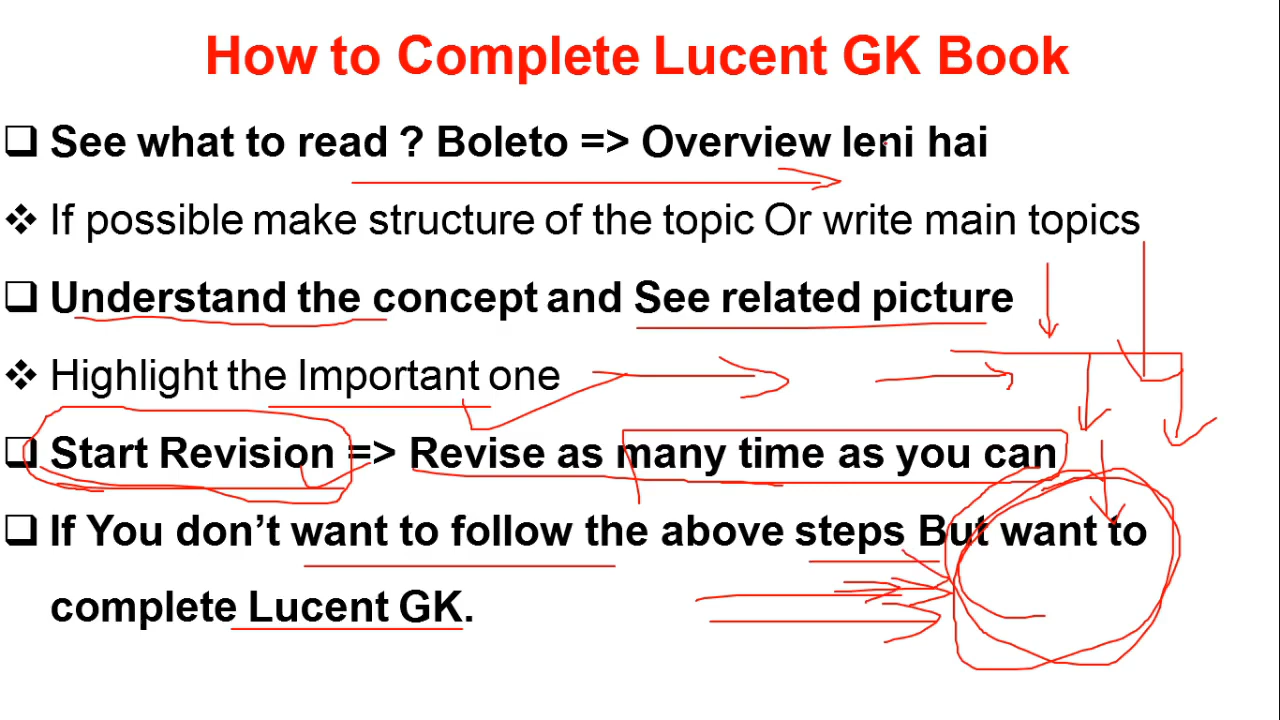 How to Complete Lucent GK Book
❑ See what to read ? Boleto => Overview leni hai
❖ If possible make structure of the topic Or write main topics
❑ Understand the concept and See related picture
❖ Highlight the Important one
❑ Start Revision => Revise as many time as you can
❑ If You don’t want to follow the above steps But want to
complete Lucent GK.